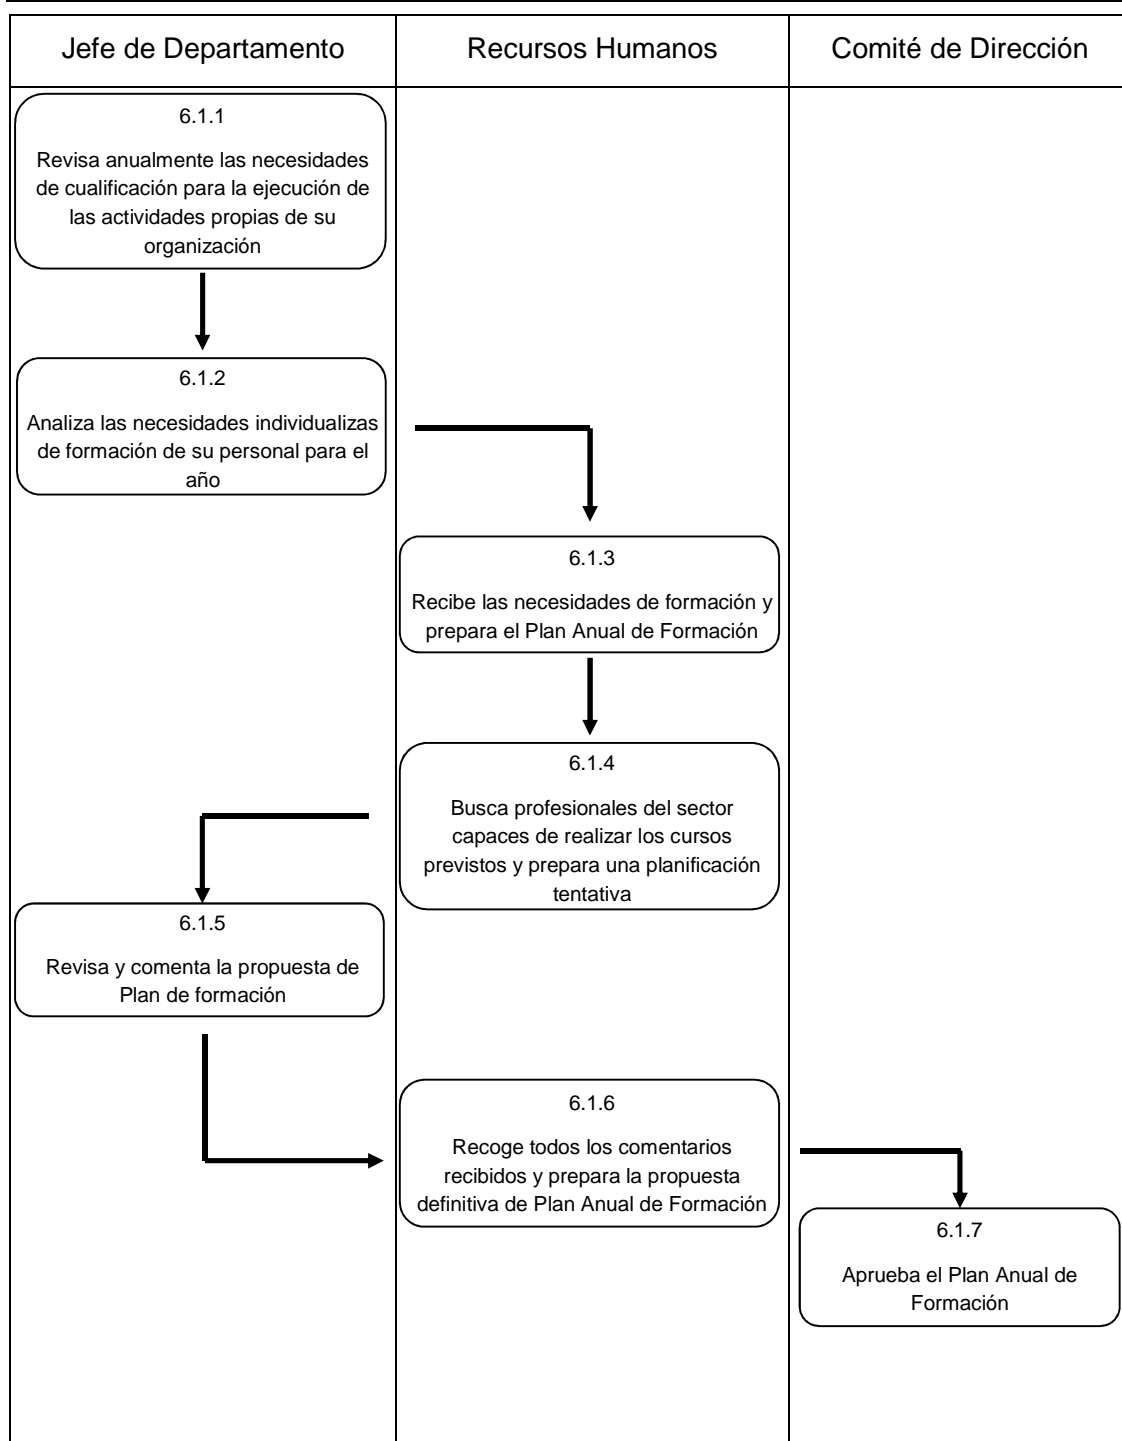 Jefe de Departamento
Recursos Humanos
Comité de Dirección
6.1.1
Revisa anualmente las necesidades
de cualificación para la ejecución de
las actividades propias de su
organización
6.1.2
Analiza las necesidades individualizas
de formación de su personal para el
año
6.1.3
Recibe las necesidades de formación y
prepara el Plan Anual de Formación
6.1.4
Busca profesionales del sector
capaces de realizar los cursos
previstos y prepara una planificación
tentativa
6.1.5
Revisa y comenta la propuesta de
Plan de formación
6.1.6
Recoge todos los comentarios
recibidos y prepara la propuesta
definitiva de Plan Anual de Formación
6.1.7
Aprueba el Plan Anual de
Formación